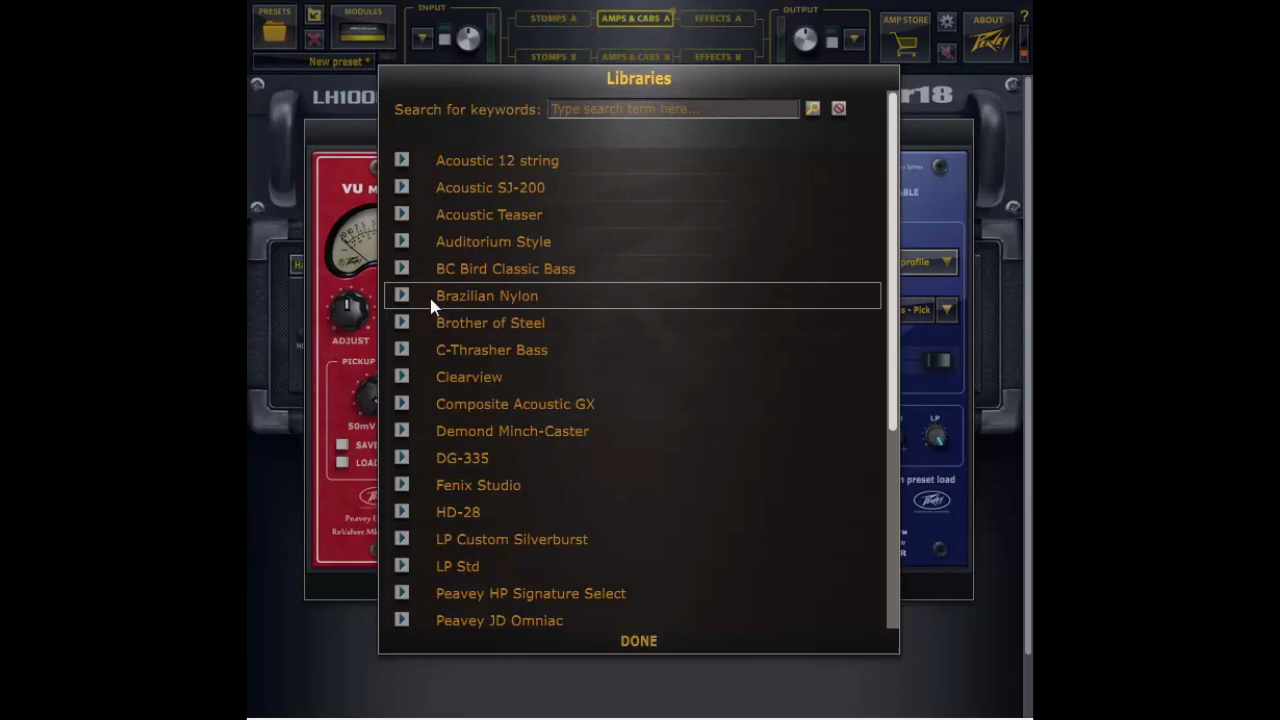 PRESETS
MODULES
INPUT
STOMPS A
AMPS & CABS A
EFFECTS A
OUTPUT
AMP STORE
ABOUT
?
STOMPS B
AMPS & CABS B
EFFECTS B
New preset *
Libraries
Search for keywords:
Type search term here...
Acoustic 12 string
Acoustic SJ-200
Acoustic Teaser
Auditorium Style
BC Bird Classic Bass
Brazilian Nylon
Brother of Steel
C-Thrasher Bass
Clearview
Composite Acoustic GX
Demond Minch-Caster
DG-335
Fenix Studio
HD-28
LP Custom Silverburst
LP Std
Peavey HP Signature Select
Peavey JD Omniac
DONE
VU
ADJUST
PICKUP
50mV
profile
- Pick
LP
preset load